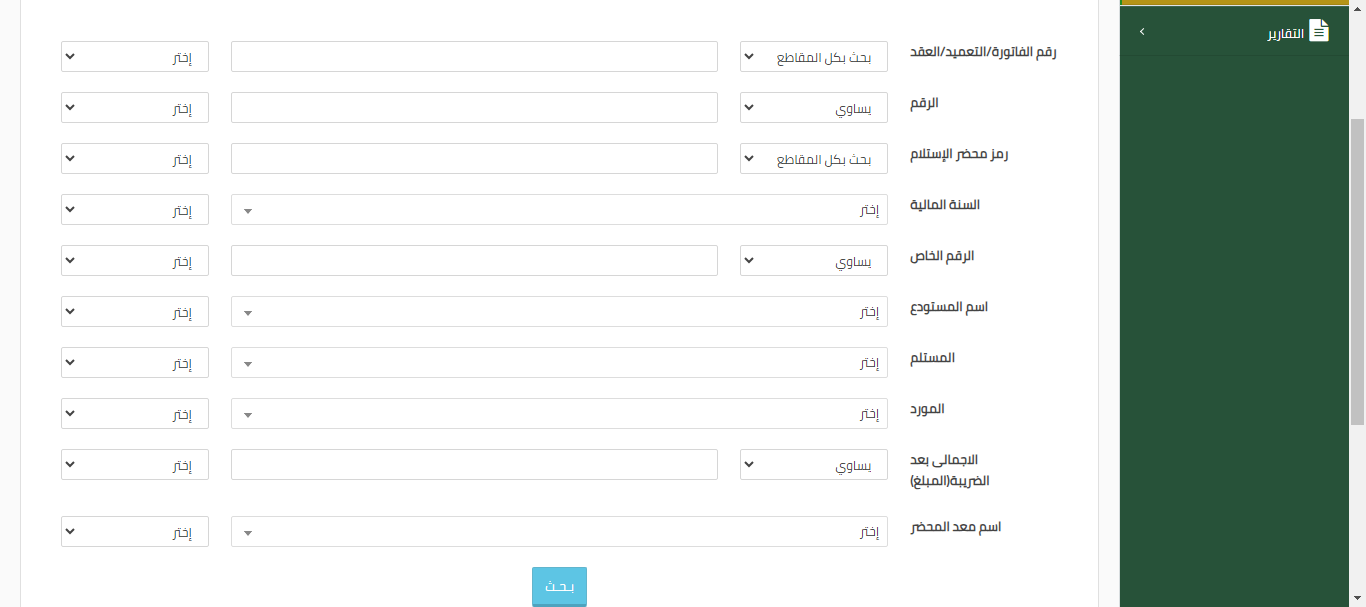 التقارير
رقم الفاتورة/التعميد/العقد بحث بكل المقاطع إختر
الرقم يساوي إختر
رمز محضر الإستلام بحث بكل المقاطع إختر
السنة المالية إختر إختر
الرقم الخاص يساوي إختر
اسم المستودع إختر إختر
المستلم إختر إختر
المورد إختر إختر
الاجمالى بعد يساوي إختر
الضريبة(المبلغ)
اسم معد المحضر إختر إختر
بـحـث